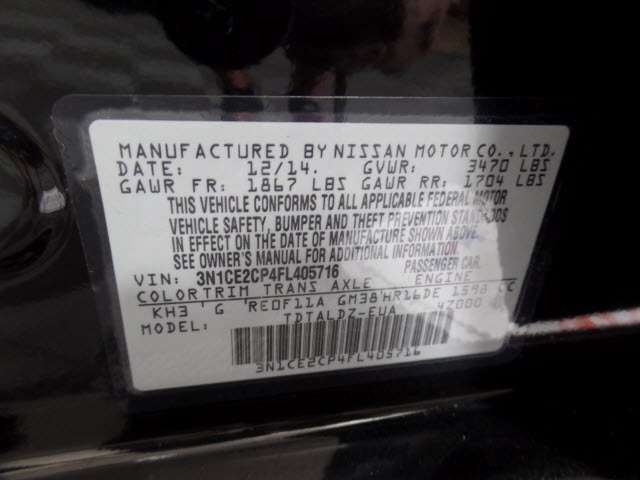 MANUFACTURED BY NISSAN MOTOR CO., LTD.
DATE: 12/14. GVWR: 3470 LBS
GAWR FR: 1867 LBS GAWR RR: 1704 LBS
THIS VEHICLE CONFORMS TO ALL APPLICABLE FEDERAL MOTOR
VEHICLE SAFETY, BUMPER AND THEFT PREVENTION STANDARDS
IN EFFECT ON THE DATE OF MANUFACTURE SHOWN ABOVE.
SEE OWNER'S MANUAL FOR ADDITIONAL INFORMATION.
VIN: 3N1CE2CP4FL405716 PASSENGER CAR.
COLOR TRIM TRANS AXLE ENGINE
KH3 'G 'RE0F11A GM38'HR16DE 1598 CC
MODEL: TDTALDZ-EUA 42000
3N1CE2CP4FL405716